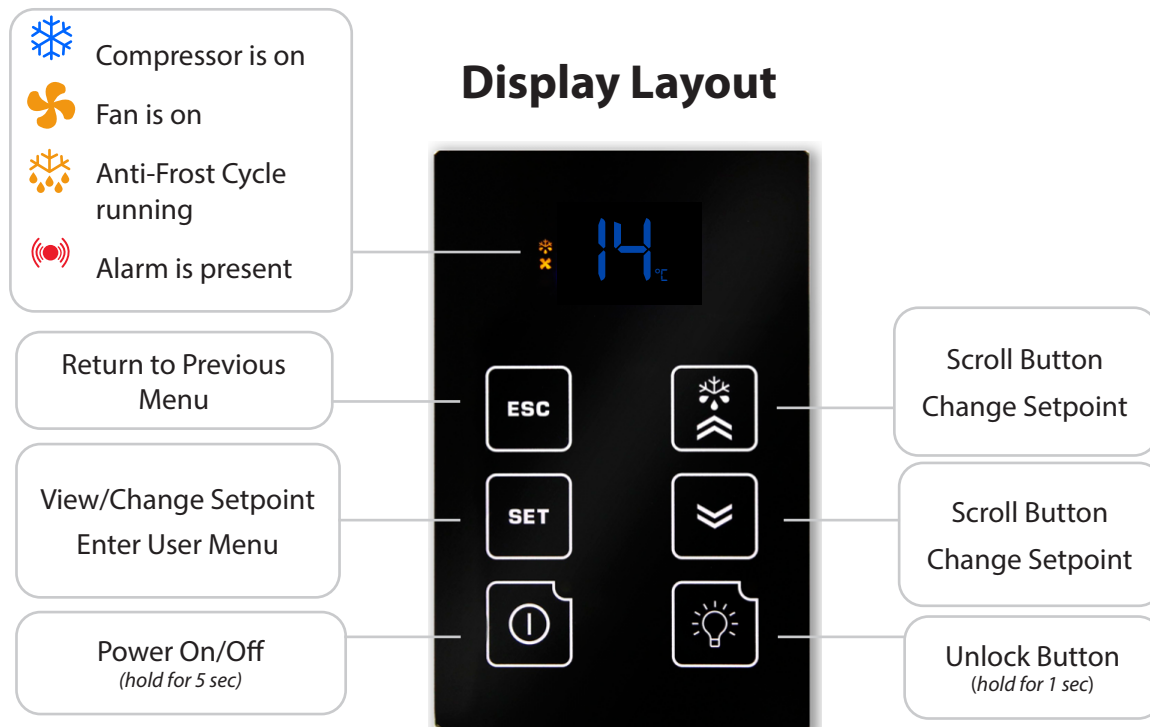 Compressor is on
Fan is on
Anti-Frost Cycle
running
Alarm is present
Display Layout
14
°C
Return to Previous
Menu
ESC
Scroll Button
Change Setpoint
View/Change Setpoint
Enter User Menu
SET
Scroll Button
Change Setpoint
Power On/Off
(hold for 5 sec)
Unlock Button
(hold for 1 sec)